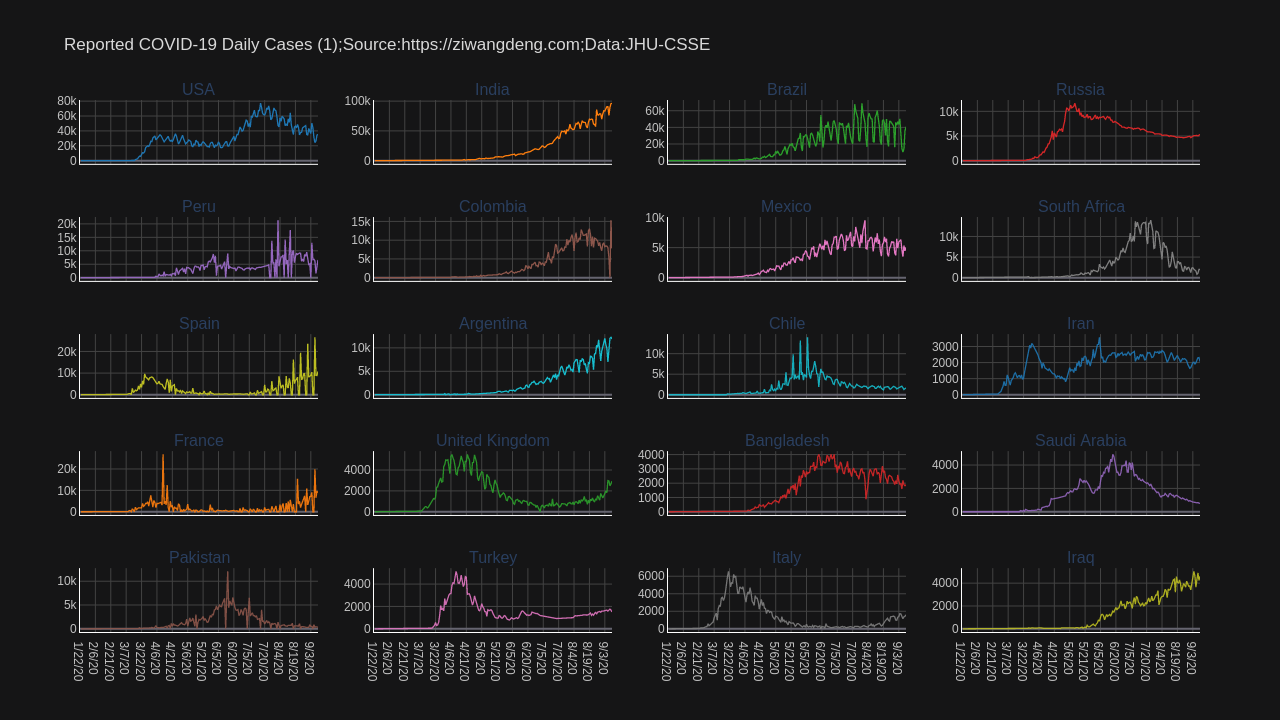 Reported COVID-19 Daily Cases (1);Source:https://ziwangdeng.com;Data:JHU-CSSE
USA India Brazil Russia
80k
60k
40k
20k
0
100k
50k
0
60k
40k
20k
0
10k
5k
0
Peru Colombia Mexico South Africa
20k
15k
10k
5k
0
15k
10k
5k
0
10k
5k
0
10k
5k
0
Spain Argentina Chile Iran
20k
10k
0
10k
5k
0
10k
5k
0
3000
2000
1000
0
France United Kingdom Bangladesh Saudi Arabia
20k
10k
0
4000
2000
0
4000
3000
2000
1000
0
4000
2000
0
Pakistan Turkey Italy Iraq
10k
5k
0
4000
2000
0
6000
4000
2000
0
4000
2000
0
1/22/20 2/6/20 2/21/20 3/7/20 3/22/20 4/6/20 4/21/20 5/6/20 5/21/20 6/5/20 6/20/20 7/5/20 7/20/20 8/4/20 8/19/20 9/3/20
1/22/20 2/6/20 2/21/20 3/7/20 3/22/20 4/6/20 4/21/20 5/6/20 5/21/20 6/5/20 6/20/20 7/5/20 7/20/20 8/4/20 8/19/20 9/3/20
1/22/20 2/6/20 2/21/20 3/7/20 3/22/20 4/6/20 4/21/20 5/6/20 5/21/20 6/5/20 6/20/20 7/5/20 7/20/20 8/4/20 8/19/20 9/3/20
1/22/20 2/6/20 2/21/20 3/7/20 3/22/20 4/6/20 4/21/20 5/6/20 5/21/20 6/5/20 6/20/20 7/5/20 7/20/20 8/4/20 8/19/20 9/3/20